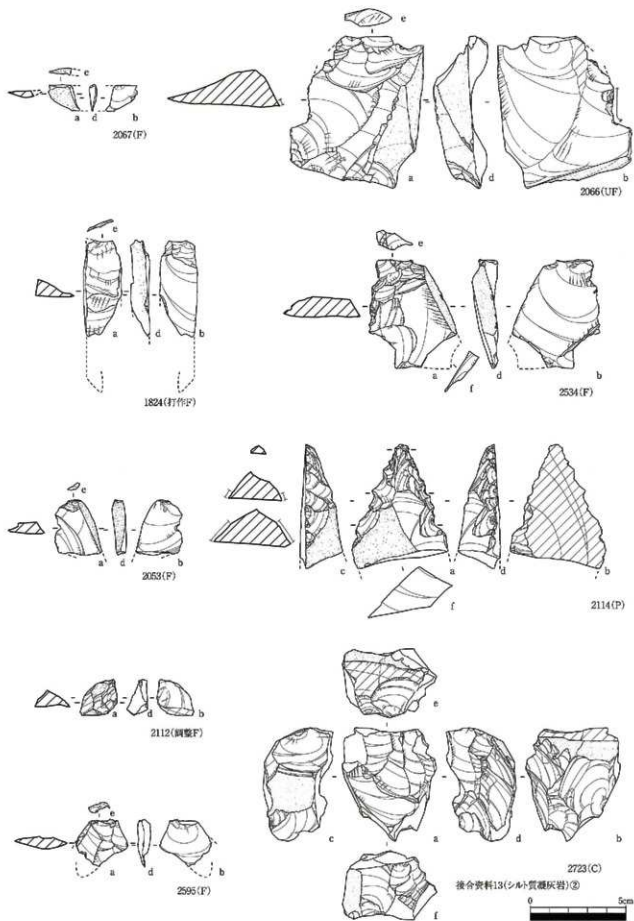 e
e
a d b
2067(F)
a d b
2066(UF)
e
e
a d b
1824(打作F)
a d b
f
2534(F)
e
a d b
2053(F)
c a d b
f
2114(P)
e
a d b
2112(調整F)
e
a d b
2595(F)
c a d b
f
2723(C)
接合資料13(シルト質凝灰岩)②
0 5cm